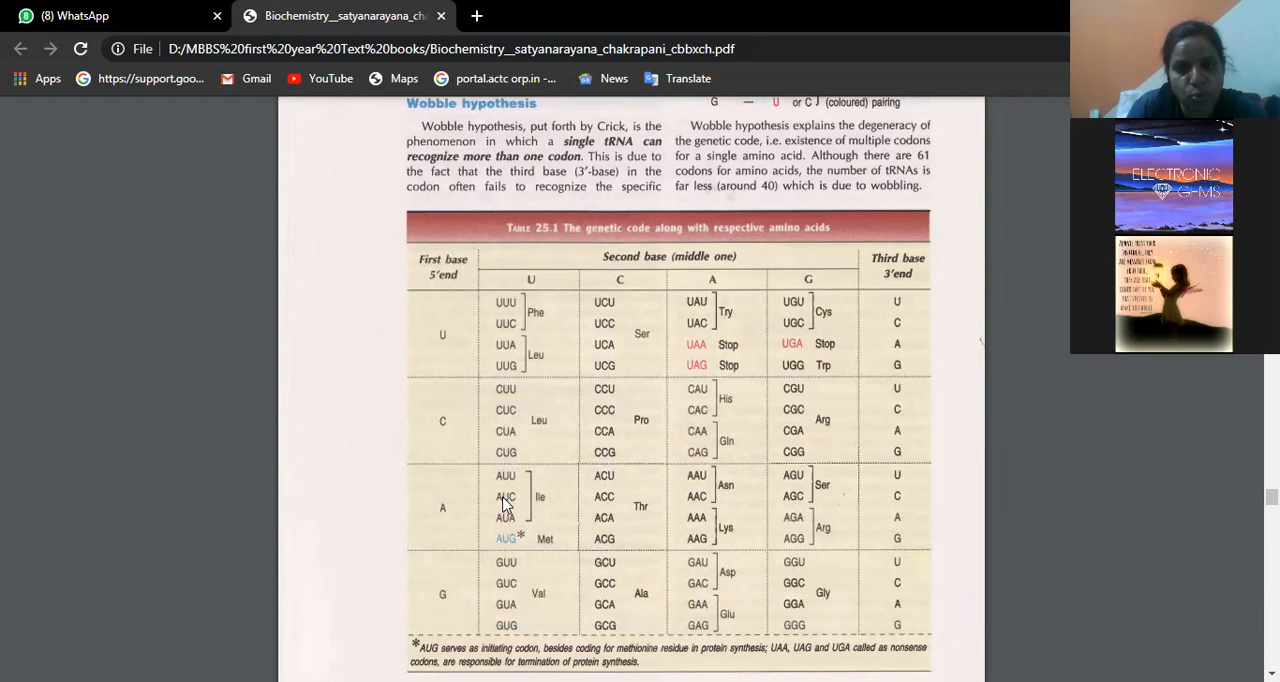 (8) WhatsApp
Biochemistry__satyanarayana_cha
File
D:/MBBS%20first%20year%20Text%20books/Biochemistry__satyanarayana_chakrapani_cbbxch.pdf
Apps https://support.goo... Gmail YouTube Maps portal.actc orp.in -... News Translate
Wobble hypothesis
Wobble hypothesis, put forth by Crick, is the
phenomenon in which a single tRNA can
recognize more than one codon. This is due to
the fact that the third base (3'-base) in the
codon often fails to recognize the specific
G — U or C J (coloured) pairing
Wobble hypothesis explains the degeneracy of
the genetic code, i.e. existence of multiple codons
for a single amino acid. Although there are 61
codons for amino acids, the number of tRNAs is
far less (around 40) which is due to wobbling.
TABLE 25.1 The genetic code along with respective amino acids
First base Second base (middle one) Third base
5'end 3'end
U C A G
UUU Phe UCU UAU Try UGU Cys U
UUC UCC UAC UGC C
U Ser
UUA Leu UCA UAA Stop UGA Stop A
UUG UCG UAG Stop UGG Trp G
CUU CCU CAU His CGU U
CUC CCC CAC CGC C
C Leu Pro Arg
CUA CCA CAA Gln CGA A
CUG CCG CAG CGG G
AUU ACU AAU Asn AGU Ser U
AUC Ile ACC AAC AGC C
A Thr
AUA ACA AAA Lys AGA Arg A
AUG* Met ACG AAG AGG G
GUU GCU GAU Asp GGU U
GUC GCC GAC GGC C
G Val Ala Gly
GUA GCA GAA Glu GGA A
GUG GCG GAG GGG G
*AUG serves as initiating codon, besides coding for methionine residue in protein synthesis; UAA, UAG and UGA called as nonsense
codons, are responsible for termination of protein synthesis.
ELECTRONIC
GEMS